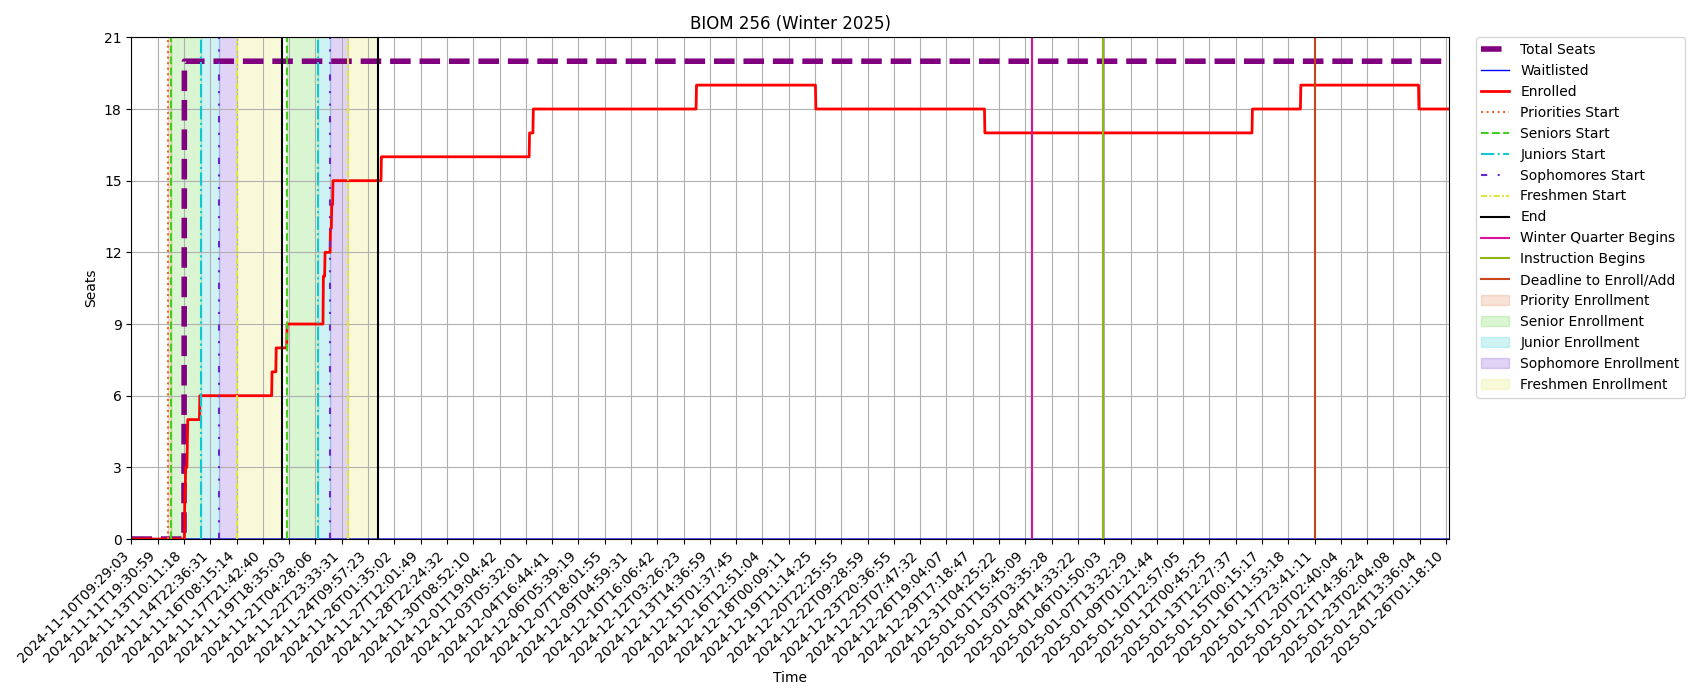 BIOM 256 (Winter 2025)
21
18
15
12
9
6
3
0
Seats
2024-11-10T09:29:03
2024-11-11T19:30:59
2024-11-13T10:11:18
2024-11-14T22:36:31
2024-11-16T08:15:14
2024-11-17T21:42:40
2024-11-19T18:35:03
2024-11-21T04:28:06
2024-11-22T23:33:31
2024-11-24T09:57:23
2024-11-26T01:35:02
2024-11-27T12:01:49
2024-11-28T22:24:32
2024-11-30T08:52:10
2024-12-01T19:04:42
2024-12-03T05:32:01
2024-12-04T16:44:41
2024-12-06T05:39:19
2024-12-07T18:01:55
2024-12-09T04:59:31
2024-12-10T16:06:42
2024-12-12T03:26:23
2024-12-13T14:36:59
2024-12-15T01:37:45
2024-12-16T12:51:04
2024-12-18T00:09:11
2024-12-19T11:14:25
2024-12-20T22:25:55
2024-12-22T09:28:59
2024-12-23T20:36:55
2024-12-25T07:47:32
2024-12-26T19:04:07
2024-12-29T17:18:47
2024-12-31T04:25:22
2025-01-01T15:45:09
2025-01-03T03:35:28
2025-01-04T14:33:22
2025-01-06T01:50:03
2025-01-07T13:32:29
2025-01-09T01:21:44
2025-01-10T12:57:05
2025-01-12T00:45:25
2025-01-13T12:27:37
2025-01-15T00:15:17
2025-01-16T11:53:18
2025-01-17T23:41:11
2025-01-20T02:40:04
2025-01-21T14:36:24
2025-01-23T02:04:08
2025-01-24T13:36:04
2025-01-26T01:18:10
Time
Total Seats
Waitlisted
Enrolled
Priorities Start
Seniors Start
Juniors Start
Sophomores Start
Freshmen Start
End
Winter Quarter Begins
Instruction Begins
Deadline to Enroll/Add
Priority Enrollment
Senior Enrollment
Junior Enrollment
Sophomore Enrollment
Freshmen Enrollment